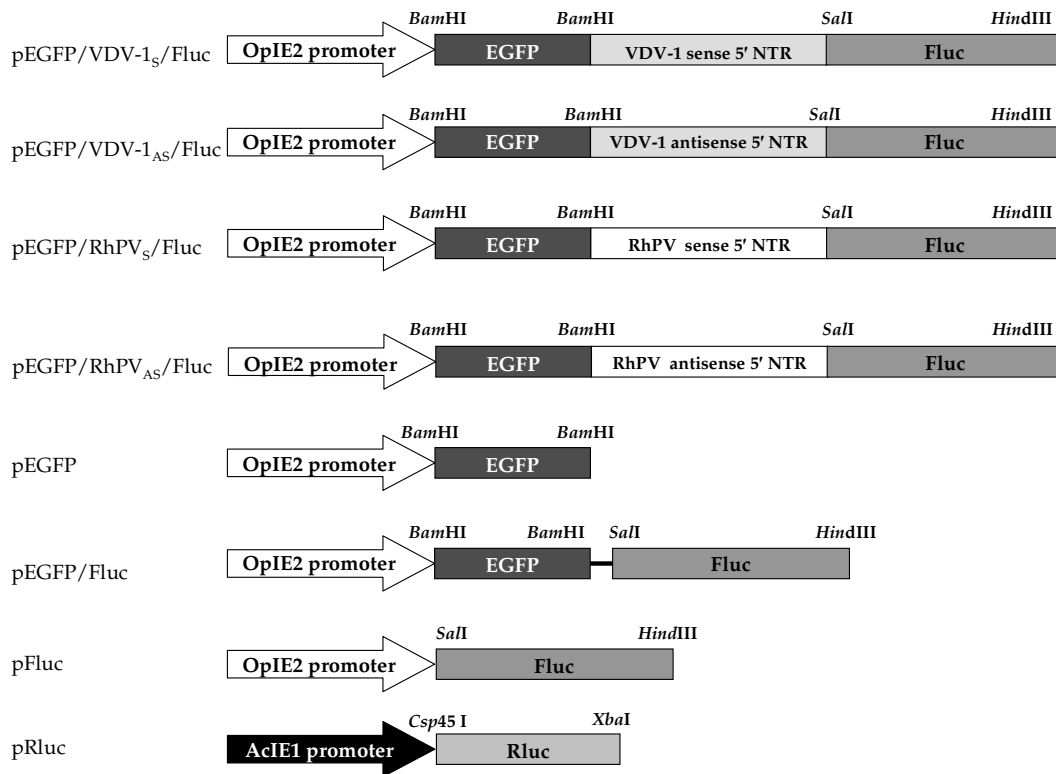 BamHI BamHI SalI HindIII
pEGFP/VDV-1S/Fluc OpIE2 promoter EGFP VDV-1 sense 5′ NTR Fluc
BamHI BamHI SalI HindIII
pEGFP/VDV-1AS/Fluc OpIE2 promoter EGFP VDV-1 antisense 5′ NTR Fluc
BamHI BamHI SalI HindIII
pEGFP/RhPVS/Fluc OpIE2 promoter EGFP RhPV sense 5′ NTR Fluc
BamHI BamHI SalI HindIII
pEGFP/RhPVAS/Fluc OpIE2 promoter EGFP RhPV antisense 5′ NTR Fluc
BamHI BamHI
pEGFP OpIE2 promoter EGFP
BamHI BamHI SalI HindIII
pEGFP/Fluc OpIE2 promoter EGFP Fluc
SalI HindIII
pFluc OpIE2 promoter Fluc
Csp45 I XbaI
pRluc AcIE1 promoter Rluc